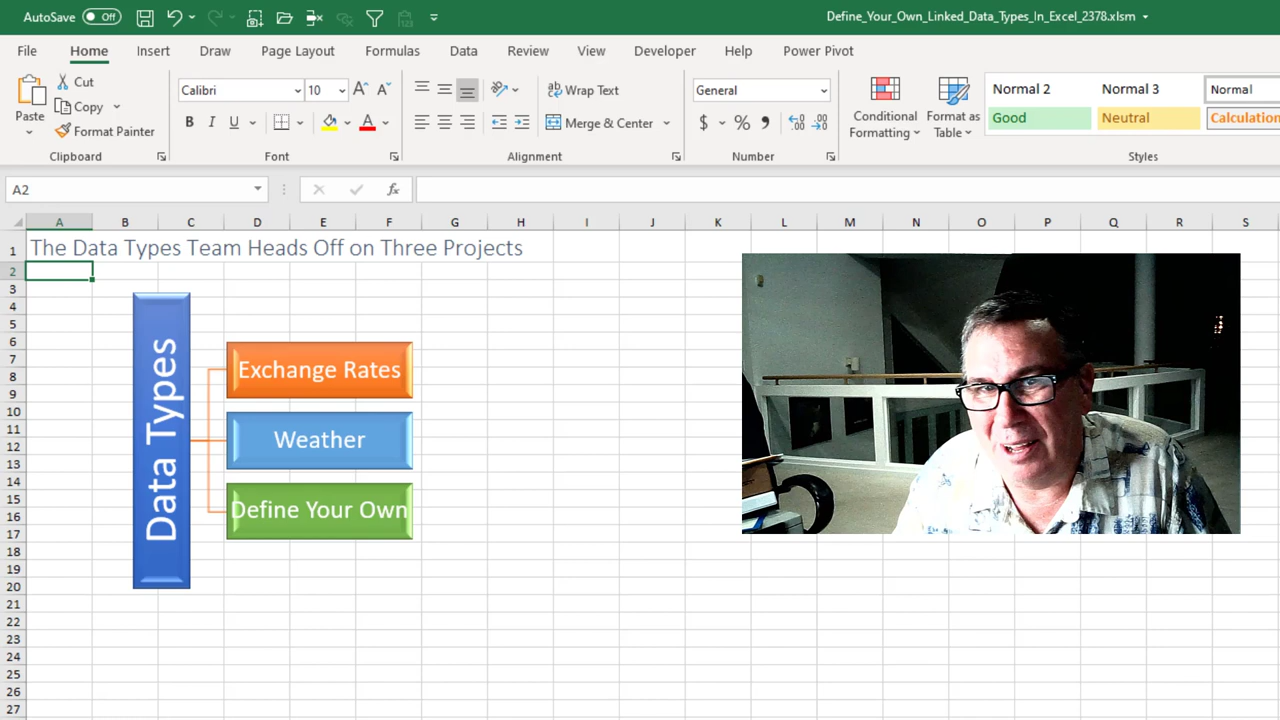 AutoSave Off
Define_Your_Own_Linked_Data_Types_In_Excel_2378.xlsm
File Home Insert Draw Page Layout Formulas Data Review View Developer Help Power Pivot
Paste
Cut
Copy
Format Painter
Clipboard
Calibri 10
B I U
Font
Wrap Text
Merge & Center
Alignment
General
$ %
Number
Conditional Formatting
Format as Table
Normal 2 Normal 3 Normal
Good Neutral Calculation
Styles
A2 fx
A B C D E F G H I J K L M N O P Q R S
1 The Data Types Team Heads Off on Three Projects
2
3
4
5
6
7
8
9
10
11
12
13
14
15
16
17
18
19
20
21
22
23
24
25
26
27
Data Types
Exchange Rates
Weather
Define Your Own